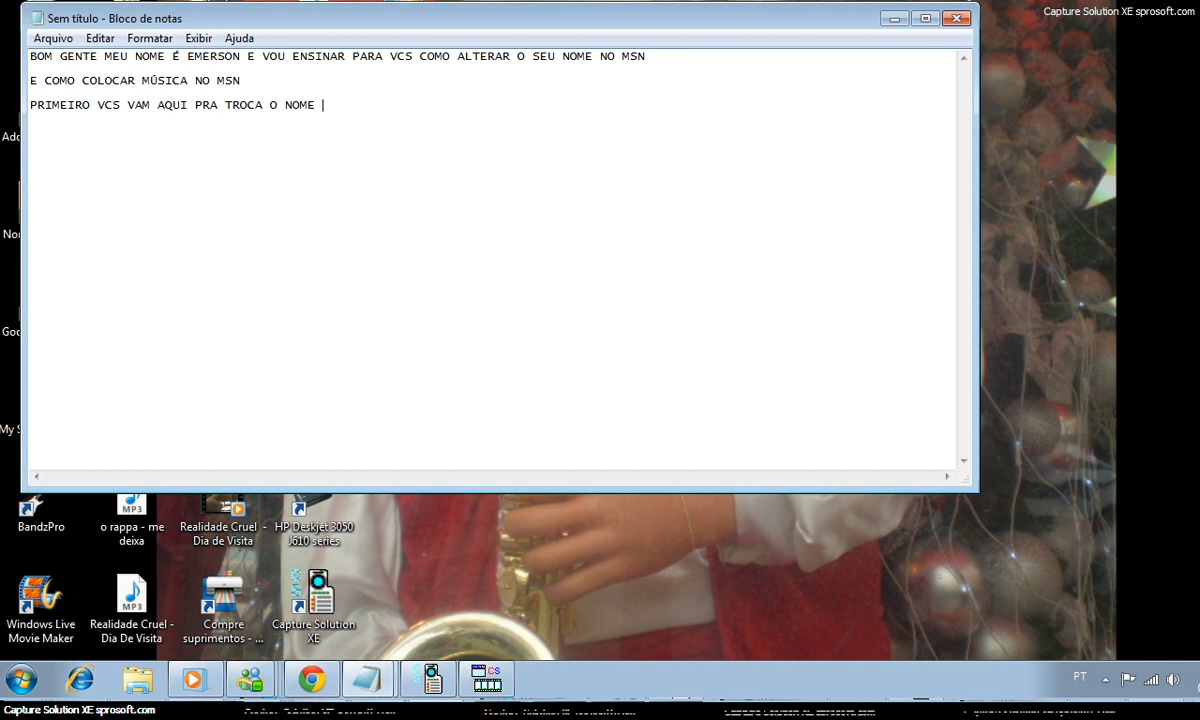 Capture Solution XE sprosoft.com
Sem título - Bloco de notas
Arquivo Editar Formatar Exibir Ajuda
BOM GENTE MEU NOME É EMERSON E VOU ENSINAR PARA VCS COMO ALTERAR O SEU NOME NO MSN
E COMO COLOCAR MÚSICA NO MSN
PRIMEIRO VCS VAM AQUI PRA TROCA O NOME
My S
MP3
BandzPro
o rappa - me
deixa
Realidade Cruel -
Dia de Visita
HP Deskjet 3050
J610 series
MP3
Windows Live
Movie Maker
Realidade Cruel -
Dia De Visita
Compre
suprimentos - ...
Capture Solution
XE
CS
PT
Capture Solution XE sprosoft.com